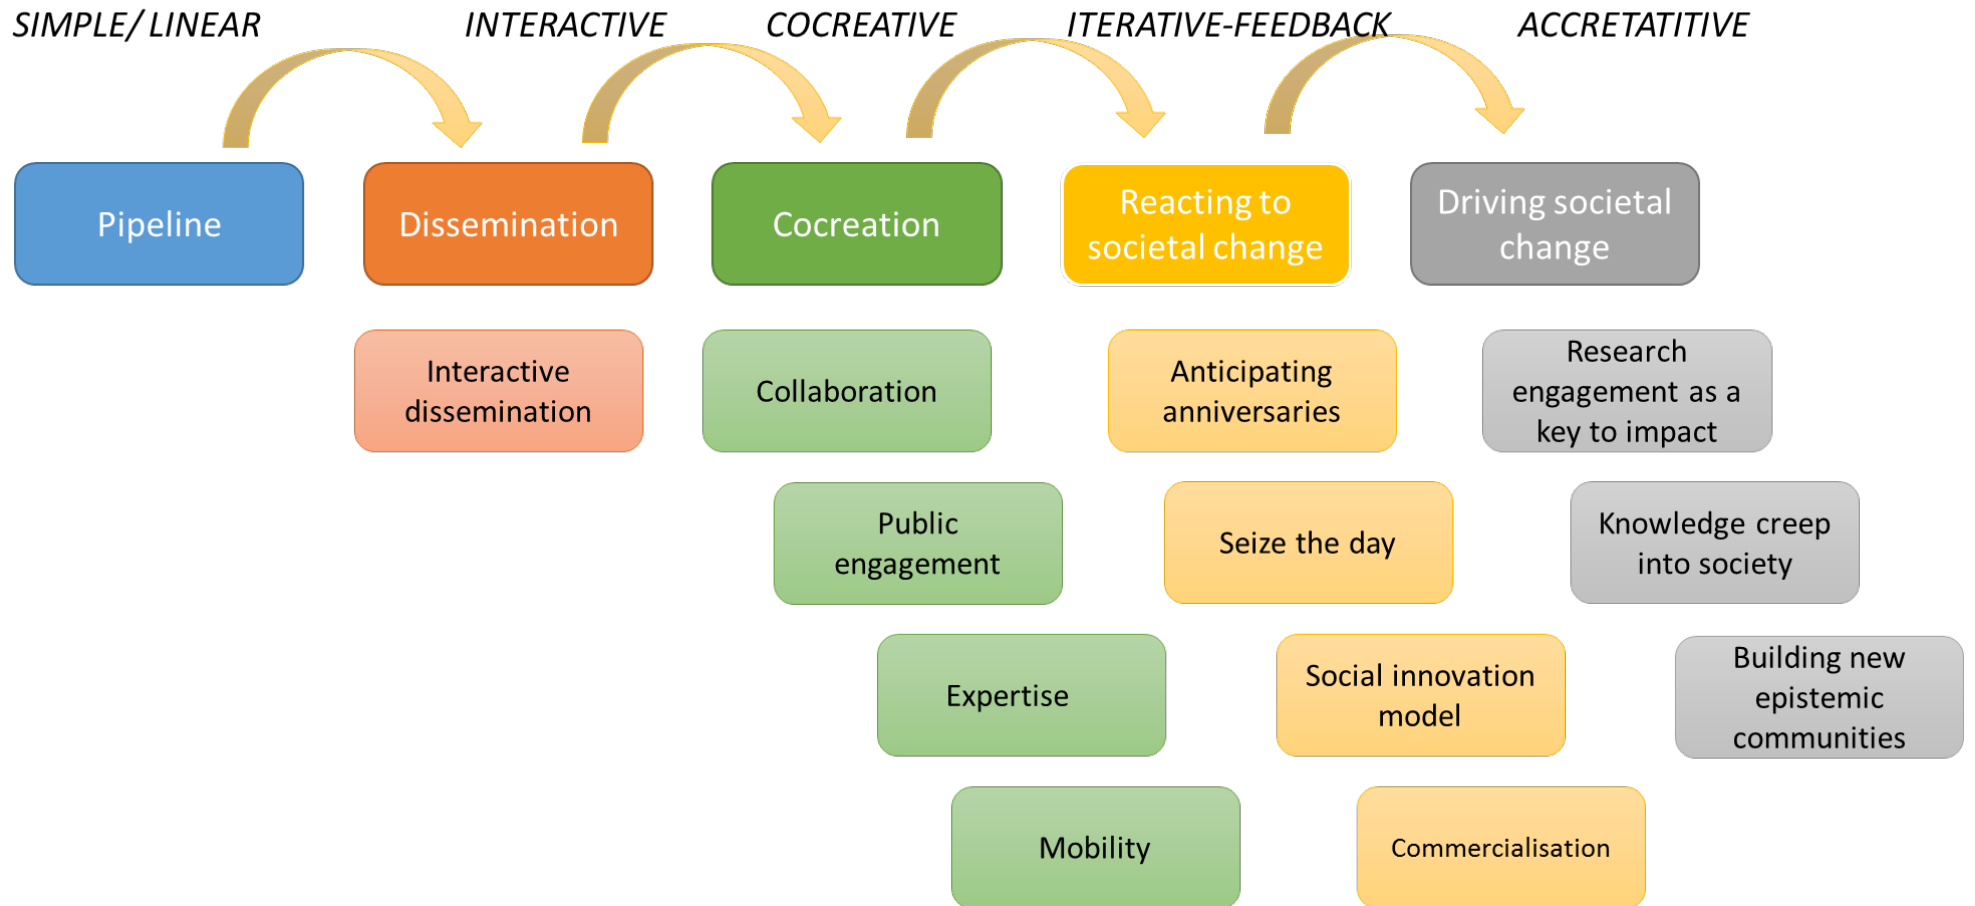 SIMPLE/ LINEAR
INTERACTIVE
COCREATIVE
ITERATIVE-FEEDBACK
ACCRETATITIVE
Pipeline
Dissemination
Cocreation
Reacting to
societal change
Driving societal
change
Interactive
dissemination
Collaboration
Anticipating
anniversaries
Research
engagement as a
key to impact
Public
engagement
Seize the day
Knowledge creep
into society
Expertise
Social innovation
model
Building new
epistemic
communities
Mobility
Commercialisation